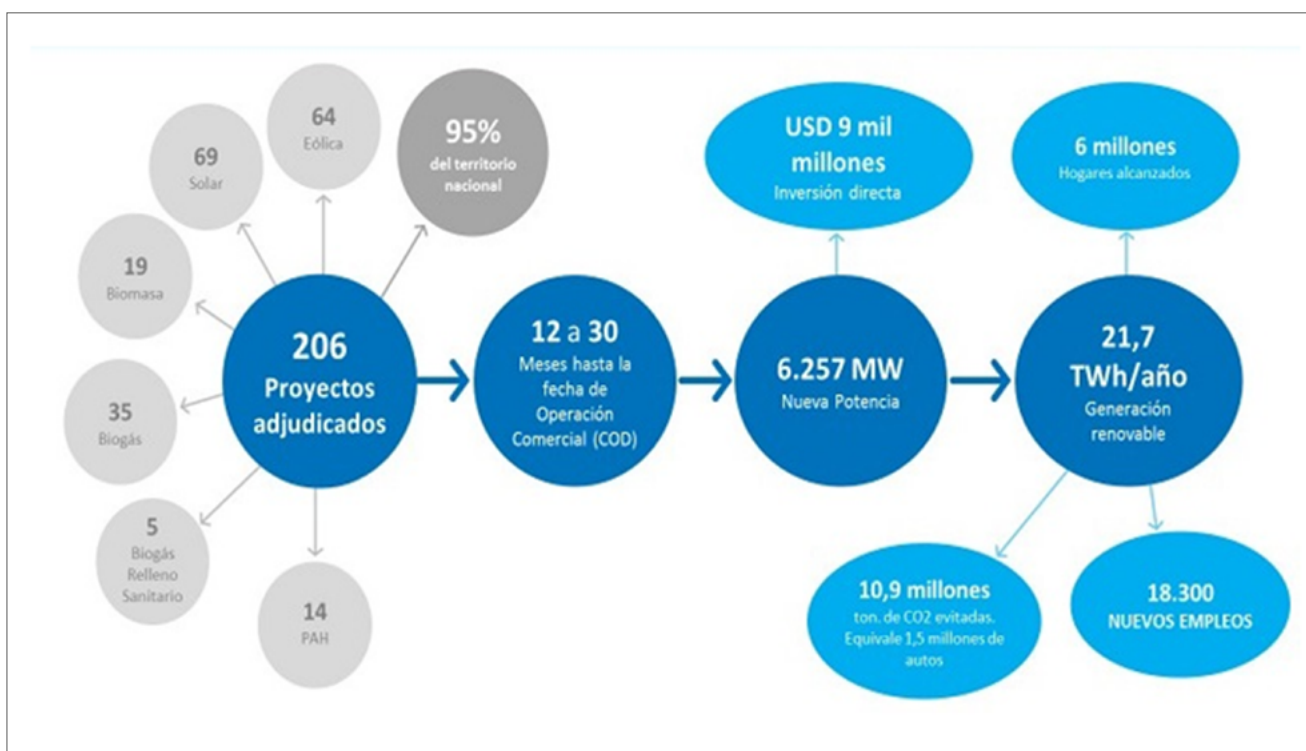 64
Eólica
69
Solar
19
Biomasa
35
Biogás
5
Biogás
Relleno
Sanitario
14
PAH
95%
del territorio
nacional
206
Proyectos
adjudicados
12 a 30
Meses hasta la
fecha de
Operación
Comercial (COD)
USD 9 mil
millones
Inversión directa
6.257 MW
Nueva Potencia
6 millones
Hogares alcanzados
21,7
TWh/año
Generación
renovable
10,9 millones
ton. de CO2 evitadas.
Equivale 1,5 millones de
autos
18.300
NUEVOS EMPLEOS